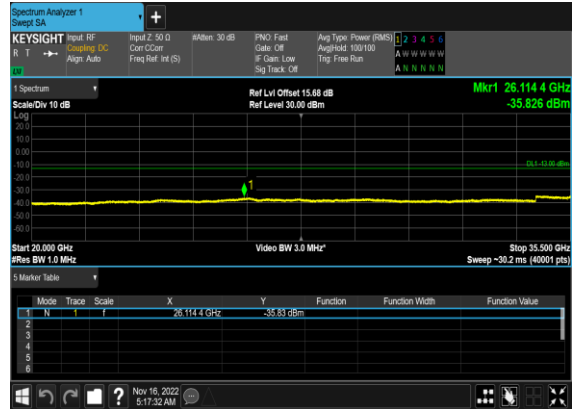 Spectrum Analyzer 1
Swept SA
+
KEYSIGHT Input: RF Input Z: 50 Ω #Atten: 30 dB PNO: Fast Avg Type: Power (RMS) 1 2 3 4 5 6
R T Coupling: DC Corr CCorr Gate: Off Avg|Hold: 100/100 A W W W W W
Align: Auto Freq Ref: Int (S) IF Gain: Low Trig: Free Run
Sig Track: Off A N N N N N
1 Spectrum Ref Lvl Offset 15.68 dB Mkr1 26.114 4 GHz
Scale/Div 10 dB Ref Level 30.00 dBm -35.826 dBm
Log
20.0
10.0
0.00
-10.0 DL1 -13.00 dBm
-20.0
-30.0 1
-40.0
-50.0
-60.0
Start 20.000 GHz Video BW 3.0 MHz* Stop 35.500 GHz
#Res BW 1.0 MHz Sweep ~30.2 ms (40001 pts)
5 Marker Table
Mode Trace Scale X Y Function Function Width Function Value
1 N 1 f 26.114 4 GHz -35.83 dBm
2
3
4
5
6
? Nov 16, 2022
5:17:32 AM